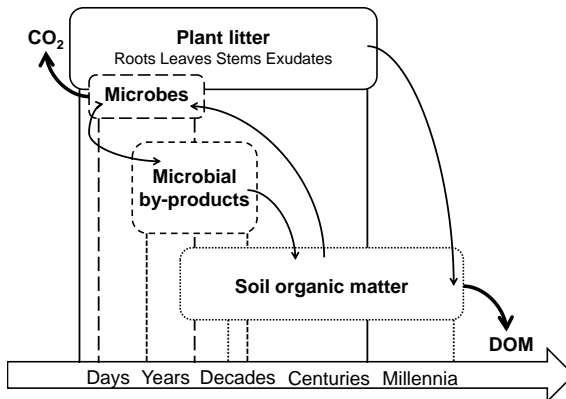 CO₂
Plant litter
Roots Leaves Stems Exudates
Microbes
Microbial
by-products
Soil organic matter
DOM
Days Years Decades Centuries Millennia